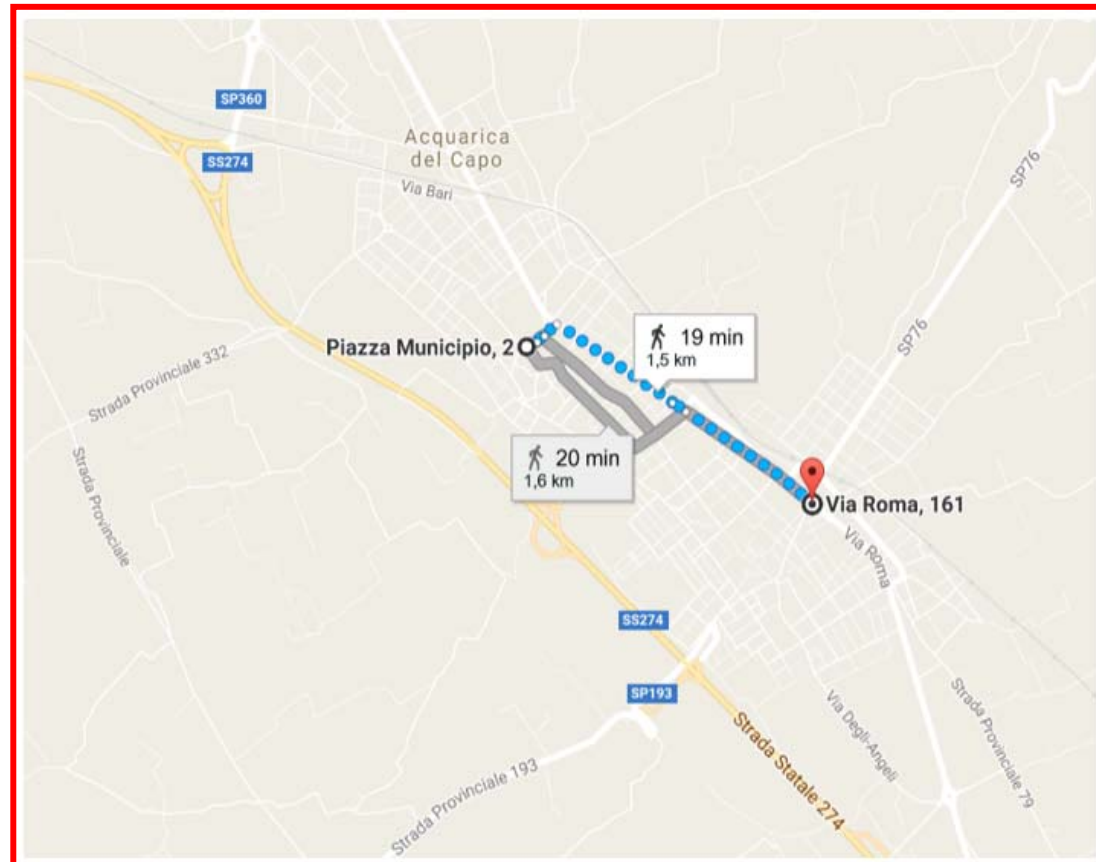 SP360
SS274
Acquarica
del Capo
Via Bari
SP76
SP76
Strada Provinciale 332
Piazza Municipio, 2
19 min
1,5 km
20 min
1,6 km
Strada Provinciale
Via Roma, 161
Via Roma
SS274
SP193
Strada Provinciale 193
Strada Statale 274
Via Degli-Angeli
Strada Provinciale 79